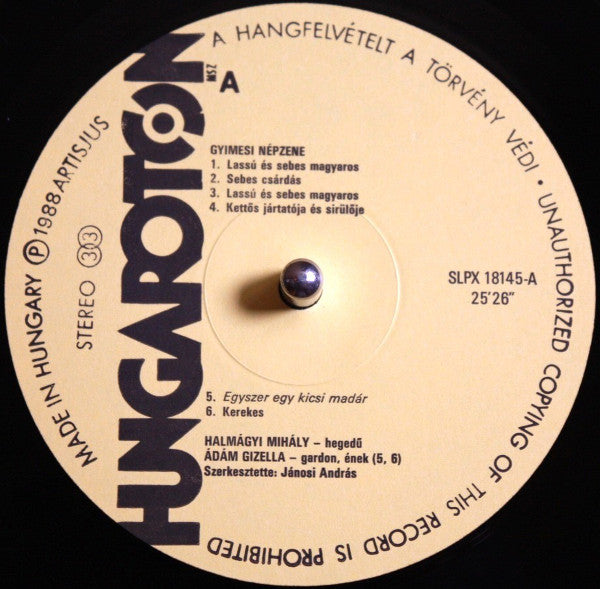 A HANGFELVÉTELT A TÖRVÉNY VÉDI · UNAUTHORIZED COPYING OF THIS RECORD IS PROHIBITED
MADE IN HUNGARY Ⓟ 1988 ARTISJUS
STEREO 33
HUNGAROTON
MSZ
A
GYIMESI NÉPZENE
1. Lassú és sebes magyaros
2. Sebes csárdás
3. Lassú és sebes magyaros
4. Kettős jártatója és sirülője
SLPX 18145-A
25'26"
5. Egyszer egy kicsi madár
6. Kerekes
HALMÁGYI MIHÁLY – hegedű
ÁDÁM GIZELLA – gardon, ének (5, 6)
Szerkesztette: Jánosi András